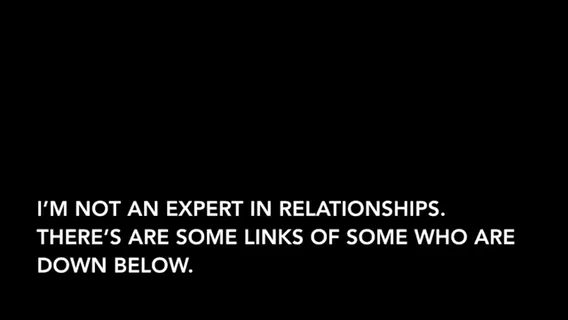 I’M NOT AN EXPERT IN RELATIONSHIPS.
THERE’S ARE SOME LINKS OF SOME WHO ARE
DOWN BELOW.